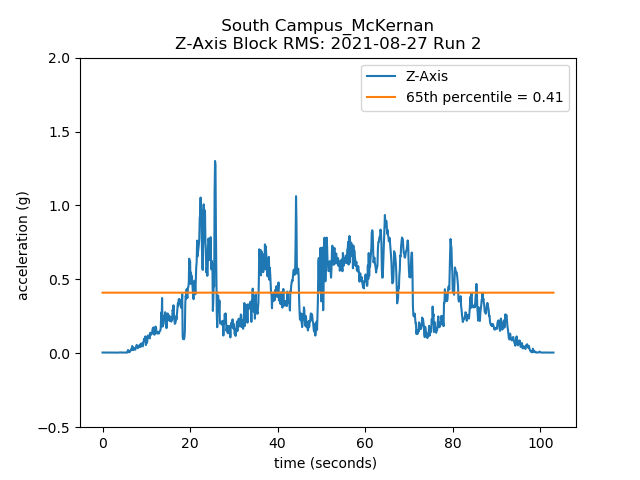 South Campus_McKernan
Z-Axis Block RMS: 2021-08-27 Run 2
Z-Axis
65th percentile = 0.41
acceleration (g)
2.0
1.5
1.0
0.5
0.0
−0.5
0 20 40 60 80 100
time (seconds)